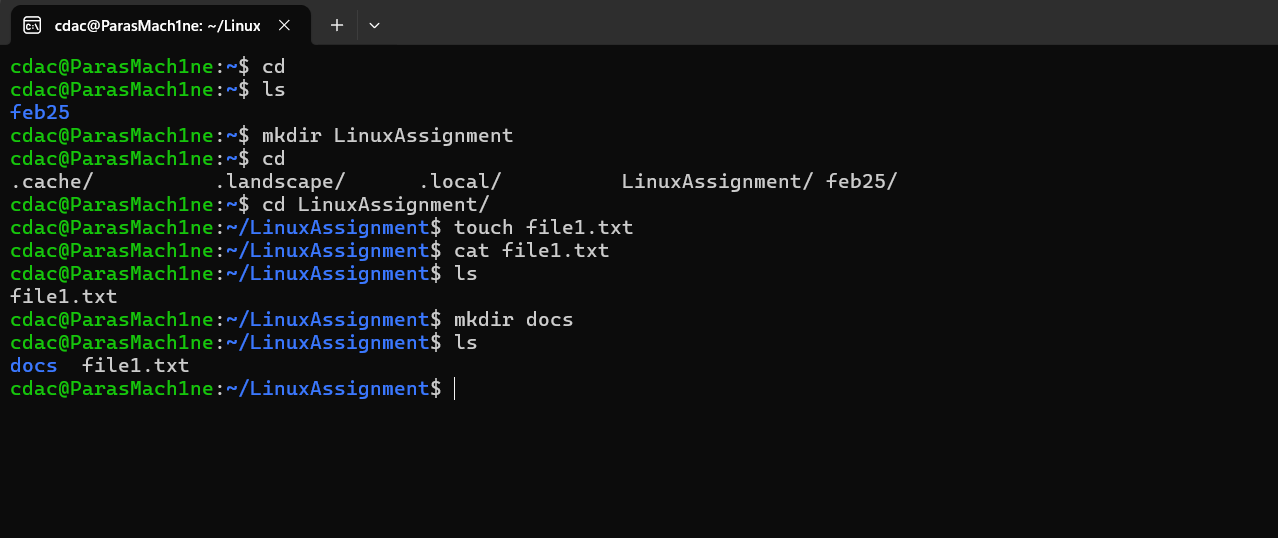 cdac@ParasMach1ne: ~/Linux
cdac@ParasMach1ne:~$ cd
cdac@ParasMach1ne:~$ ls
feb25
cdac@ParasMach1ne:~$ mkdir LinuxAssignment
cdac@ParasMach1ne:~$ cd
.cache/ .landscape/ .local/ LinuxAssignment/ feb25/
cdac@ParasMach1ne:~$ cd LinuxAssignment/
cdac@ParasMach1ne:~/LinuxAssignment$ touch file1.txt
cdac@ParasMach1ne:~/LinuxAssignment$ cat file1.txt
cdac@ParasMach1ne:~/LinuxAssignment$ ls
file1.txt
cdac@ParasMach1ne:~/LinuxAssignment$ mkdir docs
cdac@ParasMach1ne:~/LinuxAssignment$ ls
docs file1.txt
cdac@ParasMach1ne:~/LinuxAssignment$